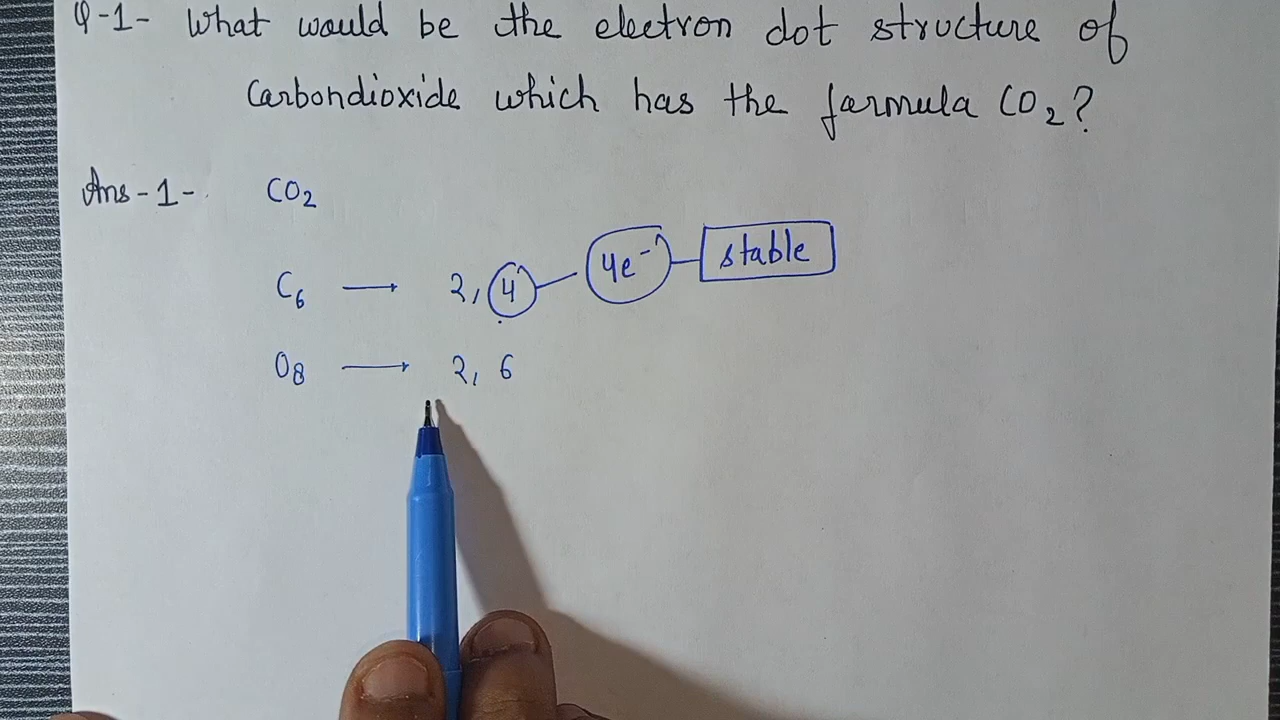 Q-1- What would be the electron dot structure of
Carbondioxide which has the farmula CO₂?
Ans-1-. CO₂
C₆ → 2, 4 — 4e⁻ — stable
O₈ → 2, 6